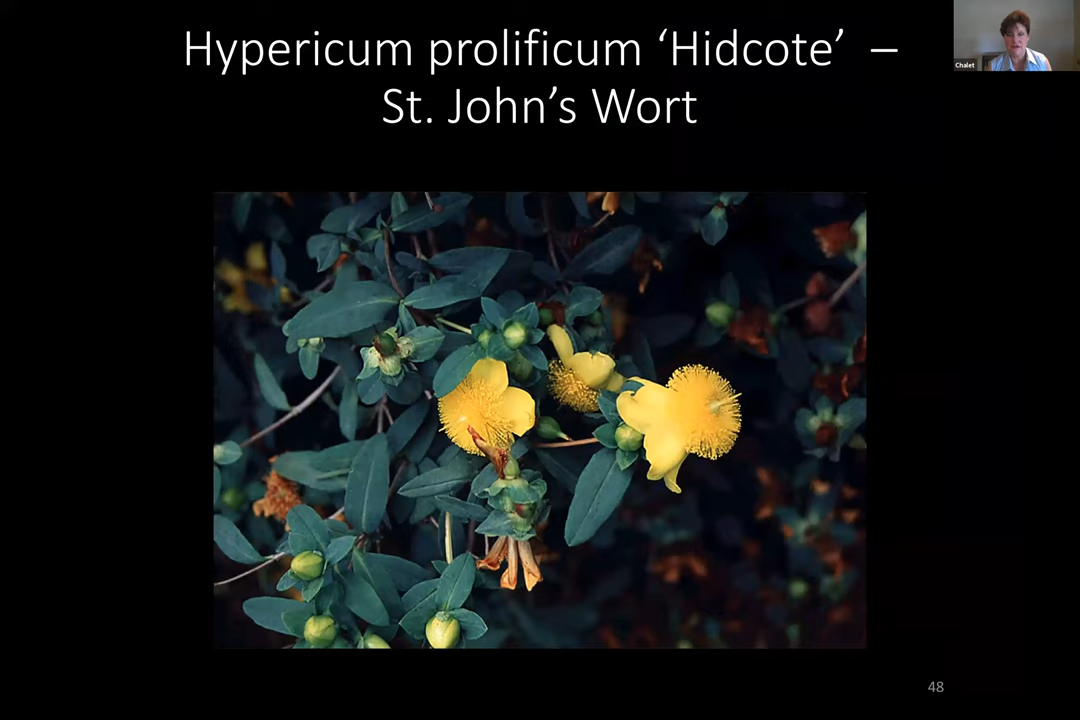 Hypericum prolificum ‘Hidcote’ –
St. John’s Wort
Chalet
48